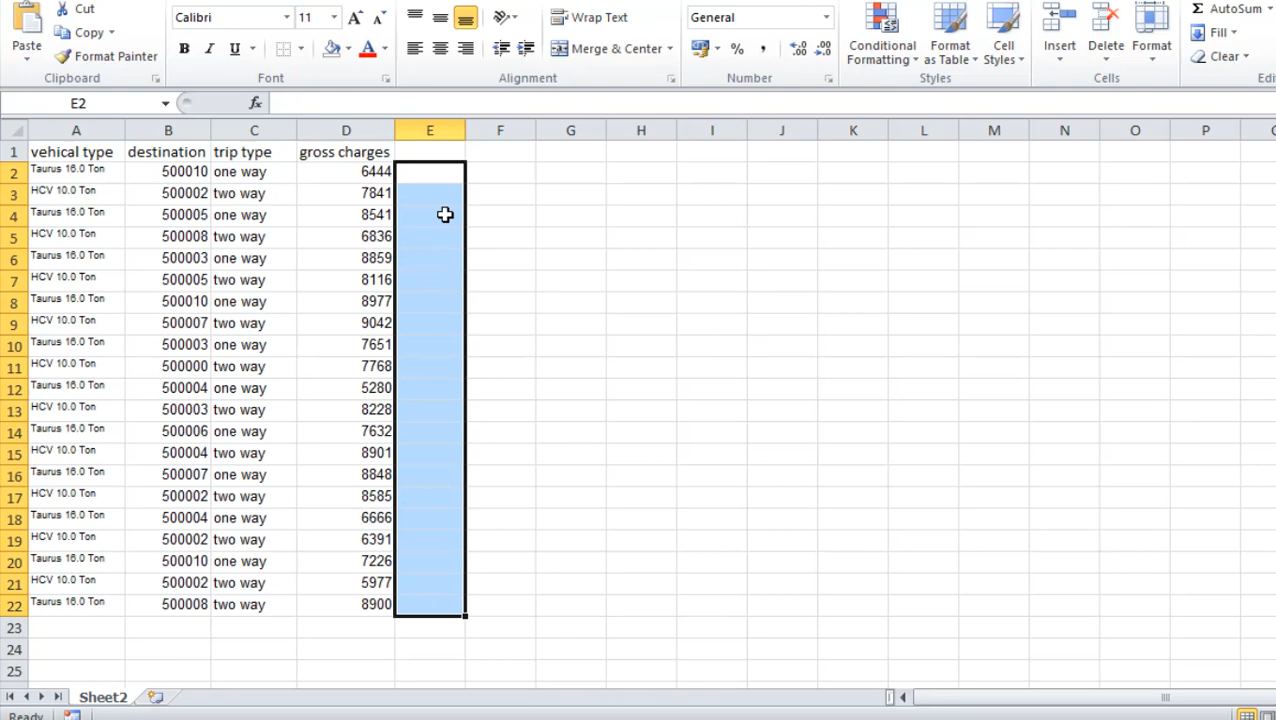 Cut
Calibri 11 A A
Wrap Text
General
Σ AutoSum
Paste
Copy
B I U A
Merge & Center
% ,
Conditional Formatting
Format as Table
Cell Styles
Insert
Delete
Format
Fill
Format Painter
Clear
Clipboard
Font
Alignment
Number
Styles
Cells
E2 fx
A B C D E F G H I J K L M N O P
1 vehical type destination trip type gross charges
2 Taurus 16.0 Ton 500010 one way 6444
3 HCV 10.0 Ton 500002 two way 7841
4 Taurus 16.0 Ton 500005 one way 8541
5 HCV 10.0 Ton 500008 two way 6836
6 Taurus 16.0 Ton 500003 one way 8859
7 HCV 10.0 Ton 500005 two way 8116
8 Taurus 16.0 Ton 500010 one way 8977
9 HCV 10.0 Ton 500007 two way 9042
10 Taurus 16.0 Ton 500003 one way 7651
11 HCV 10.0 Ton 500000 two way 7768
12 Taurus 16.0 Ton 500004 one way 5280
13 HCV 10.0 Ton 500003 two way 8228
14 Taurus 16.0 Ton 500006 one way 7632
15 HCV 10.0 Ton 500004 two way 8901
16 Taurus 16.0 Ton 500007 one way 8848
17 HCV 10.0 Ton 500002 two way 8585
18 Taurus 16.0 Ton 500004 one way 6666
19 HCV 10.0 Ton 500002 two way 6391
20 Taurus 16.0 Ton 500010 one way 7226
21 HCV 10.0 Ton 500002 two way 5977
22 Taurus 16.0 Ton 500008 two way 8900
23
24
25
Sheet2
Ready